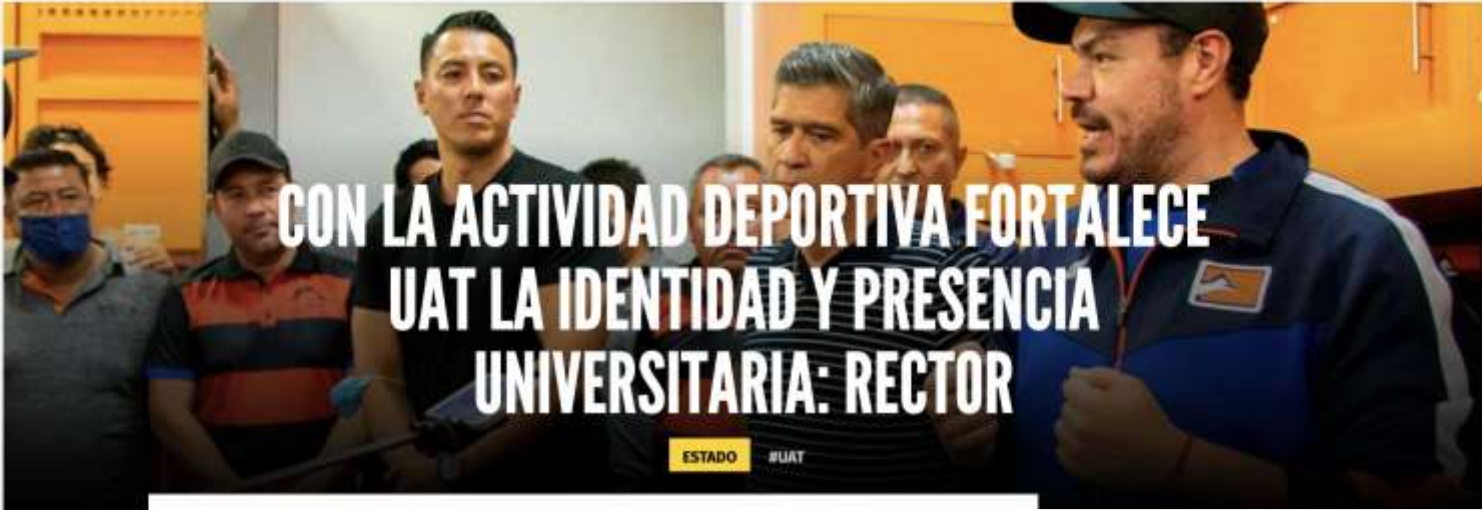 CON LA ACTIVIDAD DEPORTIVA FORTALECE
UAT LA IDENTIDAD Y PRESENCIA
UNIVERSITARIA: RECTOR
ESTADO #UAT